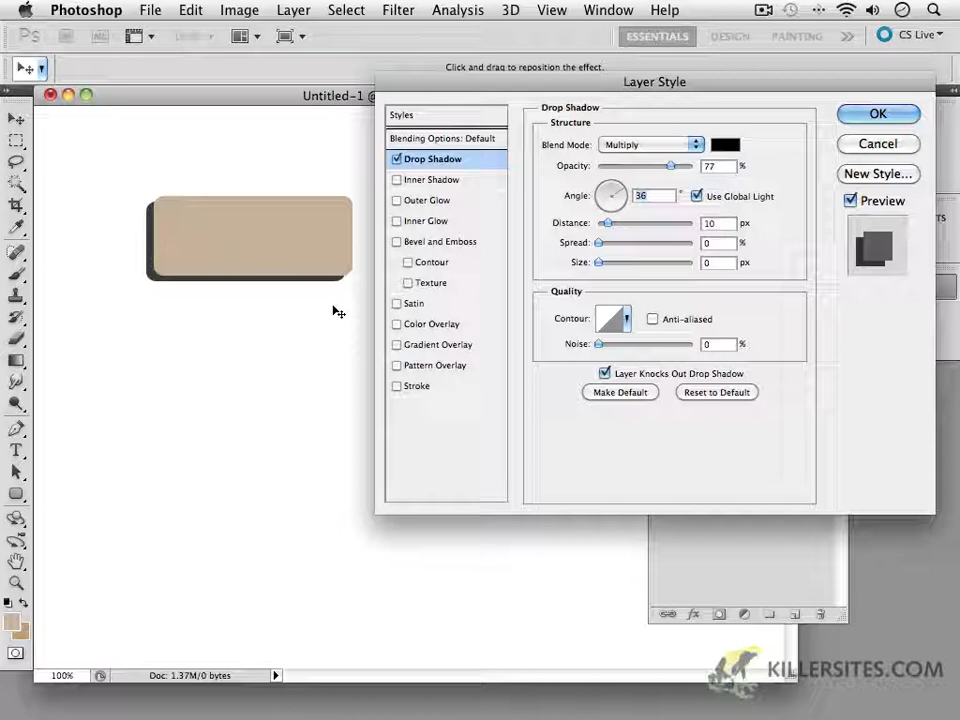 Photoshop File Edit Image Layer Select Filter Analysis 3D View Window Help
Ps Br Mb ESSENTIALS DESIGN PAINTING CS Live
Click and drag to reposition the effect.
Untitled-1 @
Layer Style
Styles
Blending Options: Default
Drop Shadow
Inner Shadow
Outer Glow
Inner Glow
Bevel and Emboss
Contour
Texture
Satin
Color Overlay
Gradient Overlay
Pattern Overlay
Stroke
Drop Shadow
Structure
Blend Mode: Multiply
Opacity: 77 %
Angle: 36 ° Use Global Light
Distance: 10 px
Spread: 0 %
Size: 0 px
Quality
Contour: Anti-aliased
Noise: 0 %
Layer Knocks Out Drop Shadow
Make Default Reset to Default
OK
Cancel
New Style...
Preview
100% Doc: 1.37M/0 bytes
KILLERSITES.COM